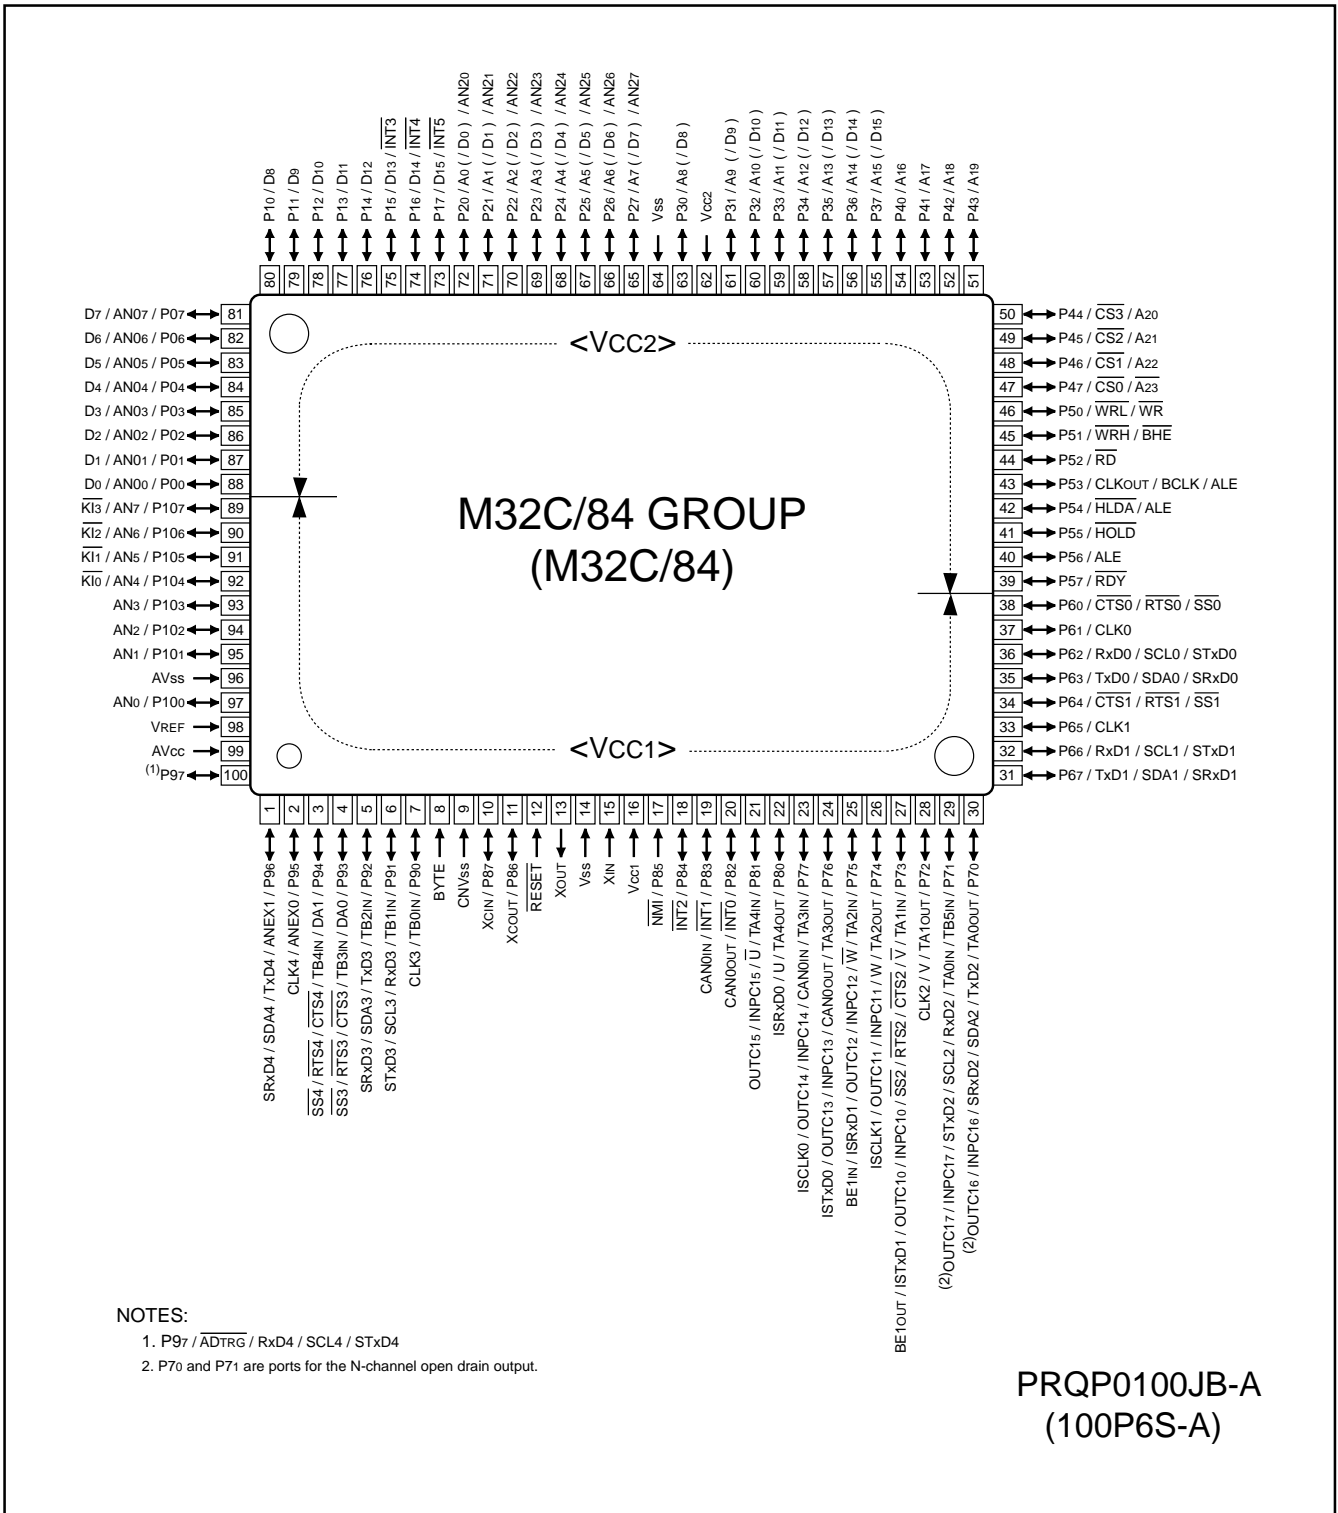 P10 / D8
P11 / D9
P12 / D10
P13 / D11
P14 / D12
P15 / D13 / INT3
P16 / D14 / INT4
P17 / D15 / INT5
P20 / A0 ( / D0 ) / AN20
P21 / A1 ( / D1 ) / AN21
P22 / A2 ( / D2 ) / AN22
P23 / A3 ( / D3 ) / AN23
P24 / A4 ( / D4 ) / AN24
P25 / A5 ( / D5 ) / AN25
P26 / A6 ( / D6 ) / AN26
P27 / A7 ( / D7 ) / AN27
Vss
P30 / A8 ( / D8 )
Vcc2
P31 / A9 ( / D9 )
P32 / A10 ( / D10 )
P33 / A11 ( / D11 )
P34 / A12 ( / D12 )
P35 / A13 ( / D13 )
P36 / A14 ( / D14 )
P37 / A15 ( / D15 )
P40 / A16
P41 / A17
P42 / A18
P43 / A19
80 79 78 77 76 75 74 73 72 71 70 69 68 67 66 65 64 63 62 61 60 59 58 57 56 55 54 53 52 51
D7 / AN07 / P07 81
D6 / AN06 / P06 82
D5 / AN05 / P05 83
D4 / AN04 / P04 84
D3 / AN03 / P03 85
D2 / AN02 / P02 86
D1 / AN01 / P01 87
D0 / AN00 / P00 88
KI3 / AN7 / P107 89
KI2 / AN6 / P106 90
KI1 / AN5 / P105 91
KI0 / AN4 / P104 92
AN3 / P103 93
AN2 / P102 94
AN1 / P101 95
AVss 96
AN0 / P100 97
VREF 98
AVcc 99
(1)P97 100
<VCC2>
M32C/84 GROUP
(M32C/84)
<VCC1>
50 P44 / CS3 / A20
49 P45 / CS2 / A21
48 P46 / CS1 / A22
47 P47 / CS0 / A23
46 P50 / WRL / WR
45 P51 / WRH / BHE
44 P52 / RD
43 P53 / CLKOUT / BCLK / ALE
42 P54 / HLDA / ALE
41 P55 / HOLD
40 P56 / ALE
39 P57 / RDY
38 P60 / CTS0 / RTS0 / SS0
37 P61 / CLK0
36 P62 / RxD0 / SCL0 / STxD0
35 P63 / TxD0 / SDA0 / SRxD0
34 P64 / CTS1 / RTS1 / SS1
33 P65 / CLK1
32 P66 / RxD1 / SCL1 / STxD1
31 P67 / TxD1 / SDA1 / SRxD1
1 2 3 4 5 6 7 8 9 10 11 12 13 14 15 16 17 18 19 20 21 22 23 24 25 26 27 28 29 30
SRxD4 / SDA4 / TxD4 / ANEX1 / P96
CLK4 / ANEX0 / P95
SS4 / RTS4 / CTS4 / TB4IN / DA1 / P94
SS3 / RTS3 / CTS3 / TB3IN / DA0 / P93
SRxD3 / SDA3 / TxD3 / TB2IN / P92
STxD3 / SCL3 / RxD3 / TB1IN / P91
CLK3 / TB0IN / P90
BYTE
CNVss
XCIN / P87
XCOUT / P86
RESET
XOUT
Vss
XIN
Vcc1
NMI / P85
INT2 / P84
CAN0IN / INT1 / P83
CAN0OUT / INT0 / P82
OUTC15 / INPC15 / U / TA4IN / P81
ISRxD0 / U / TA4OUT / P80
ISCLK0 / OUTC14 / INPC14 / CAN0IN / TA3IN / P77
ISTxD0 / OUTC13 / INPC13 / CAN0OUT / TA3OUT / P76
BE1IN / ISRxD1 / OUTC12 / INPC12 / W / TA2IN / P75
ISCLK1 / OUTC11 / INPC11 / W / TA2OUT / P74
BE1OUT / ISTxD1 / OUTC10 / INPC10 / SS2 / RTS2 / CTS2 / V / TA1IN / P73
CLK2 / V / TA1OUT / P72
(2)OUTC17 / INPC17 / STxD2 / SCL2 / RxD2 / TA0IN / TB5IN / P71
(2)OUTC16 / INPC16 / SRxD2 / SDA2 / TxD2 / TA0OUT / P70
NOTES:
1. P97 / ADTRG / RxD4 / SCL4 / STxD4
2. P70 and P71 are ports for the N-channel open drain output.
PRQP0100JB-A
(100P6S-A)